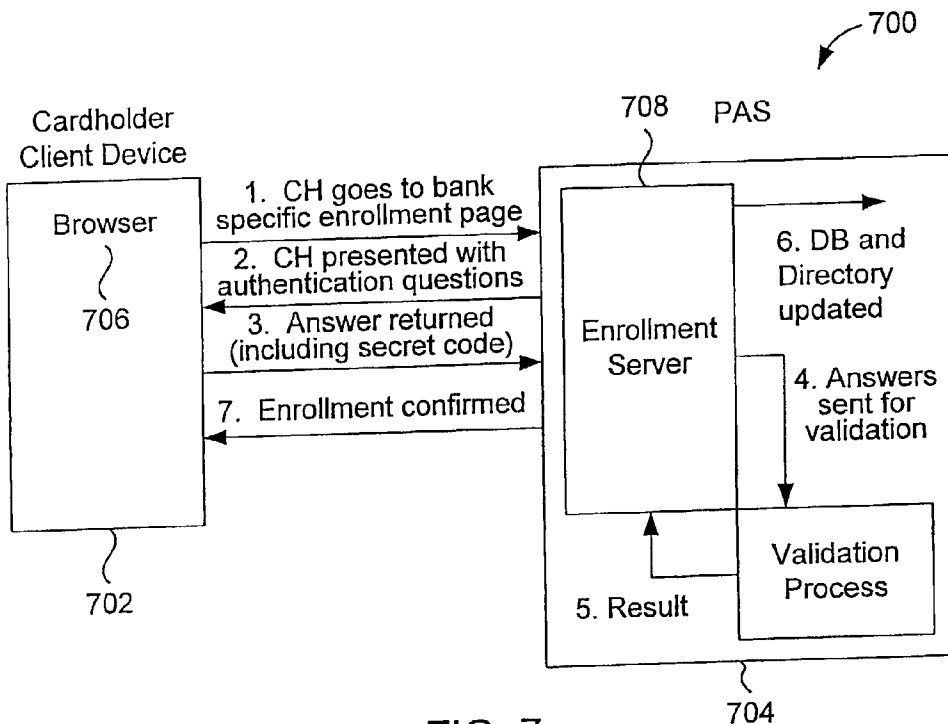 700
708
PAS
Cardholder
Client Device
Browser
706
1. CH goes to bank
specific enrollment page
2. CH presented with
authentication questions
3. Answer returned
(including secret code)
7. Enrollment confirmed
702
Enrollment
Server
6. DB and
Directory
updated
4. Answers
sent for
validation
Validation
Process
5. Result
704
FIG. 7